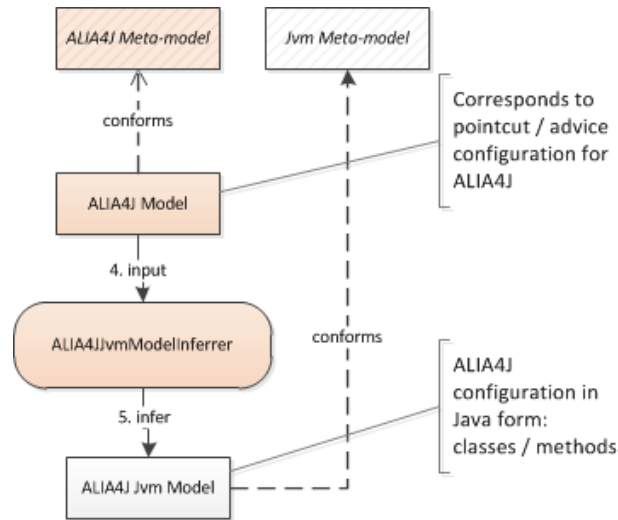 ALIA4J Meta-model
Jvm Meta-model
conforms
Corresponds to
pointcut / advice
configuration for
ALIA4J
ALIA4J Model
4. input
ALIA4JJvmModelInferrer
conforms
5. infer
ALIA4J
configuration in
Java form:
classes / methods
ALIA4J Jvm Model